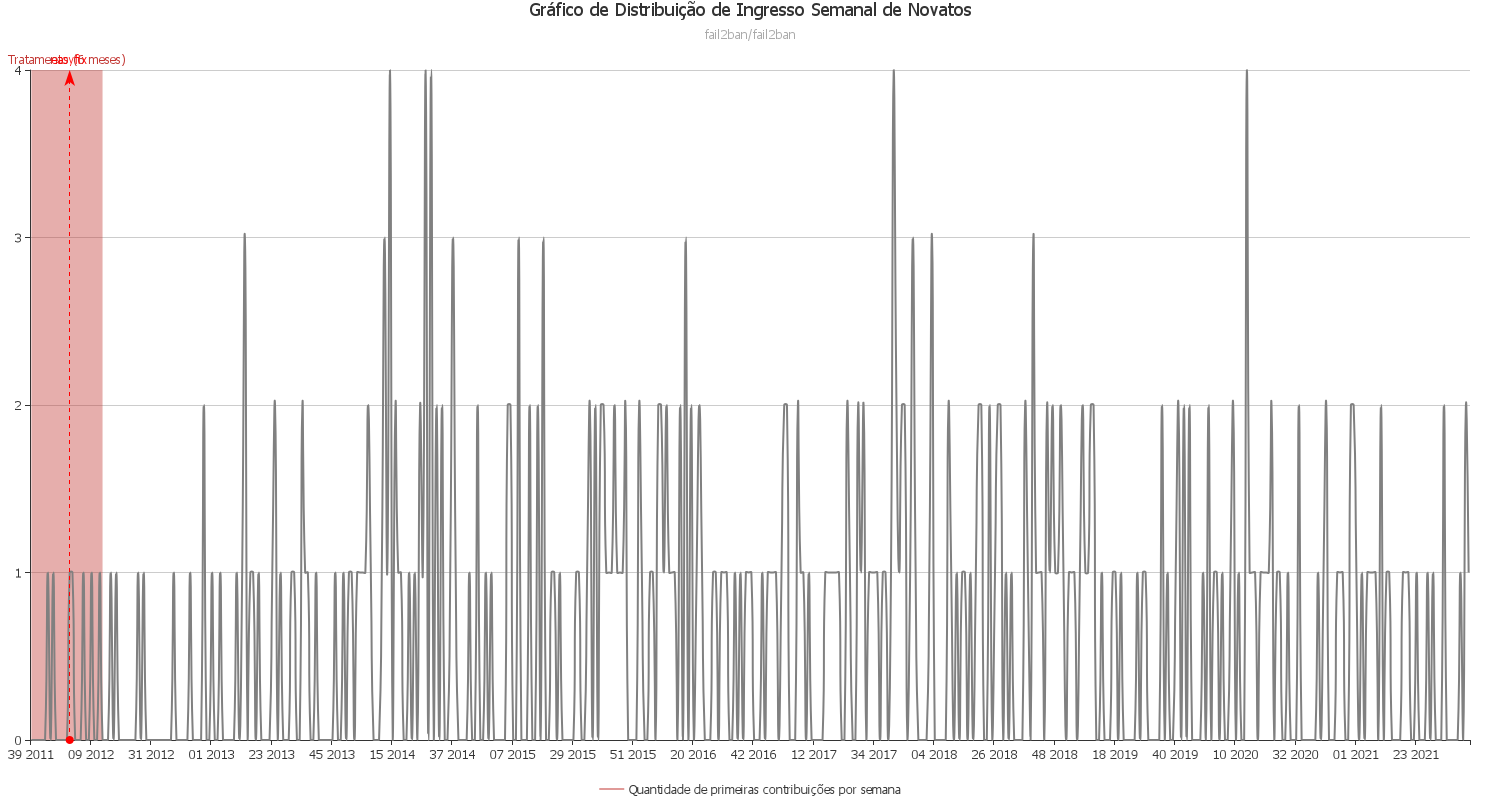 Gráfico de Distribuição de Ingresso Semanal de Novatos
fail2ban/fail2ban
(6 meses)
4
3
2
1
0
39 2011 09 2012 31 2012 01 2013 23 2013 45 2013 15 2014 37 2014 07 2015 29 2015 51 2015 20 2016 42 2016 12 2017 34 2017 04 2018 26 2018 48 2018 18 2019 40 2019 10 2020 32 2020 01 2021 23 2021
Quantidade de primeiras contribuições por semana